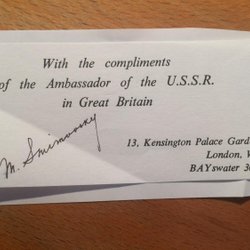 With the compliments
of the Ambassador of the U.S.S.R.
in Great Britain
M. Smirnovsky
13, Kensington Palace Gard
London, W
BAYswater 3